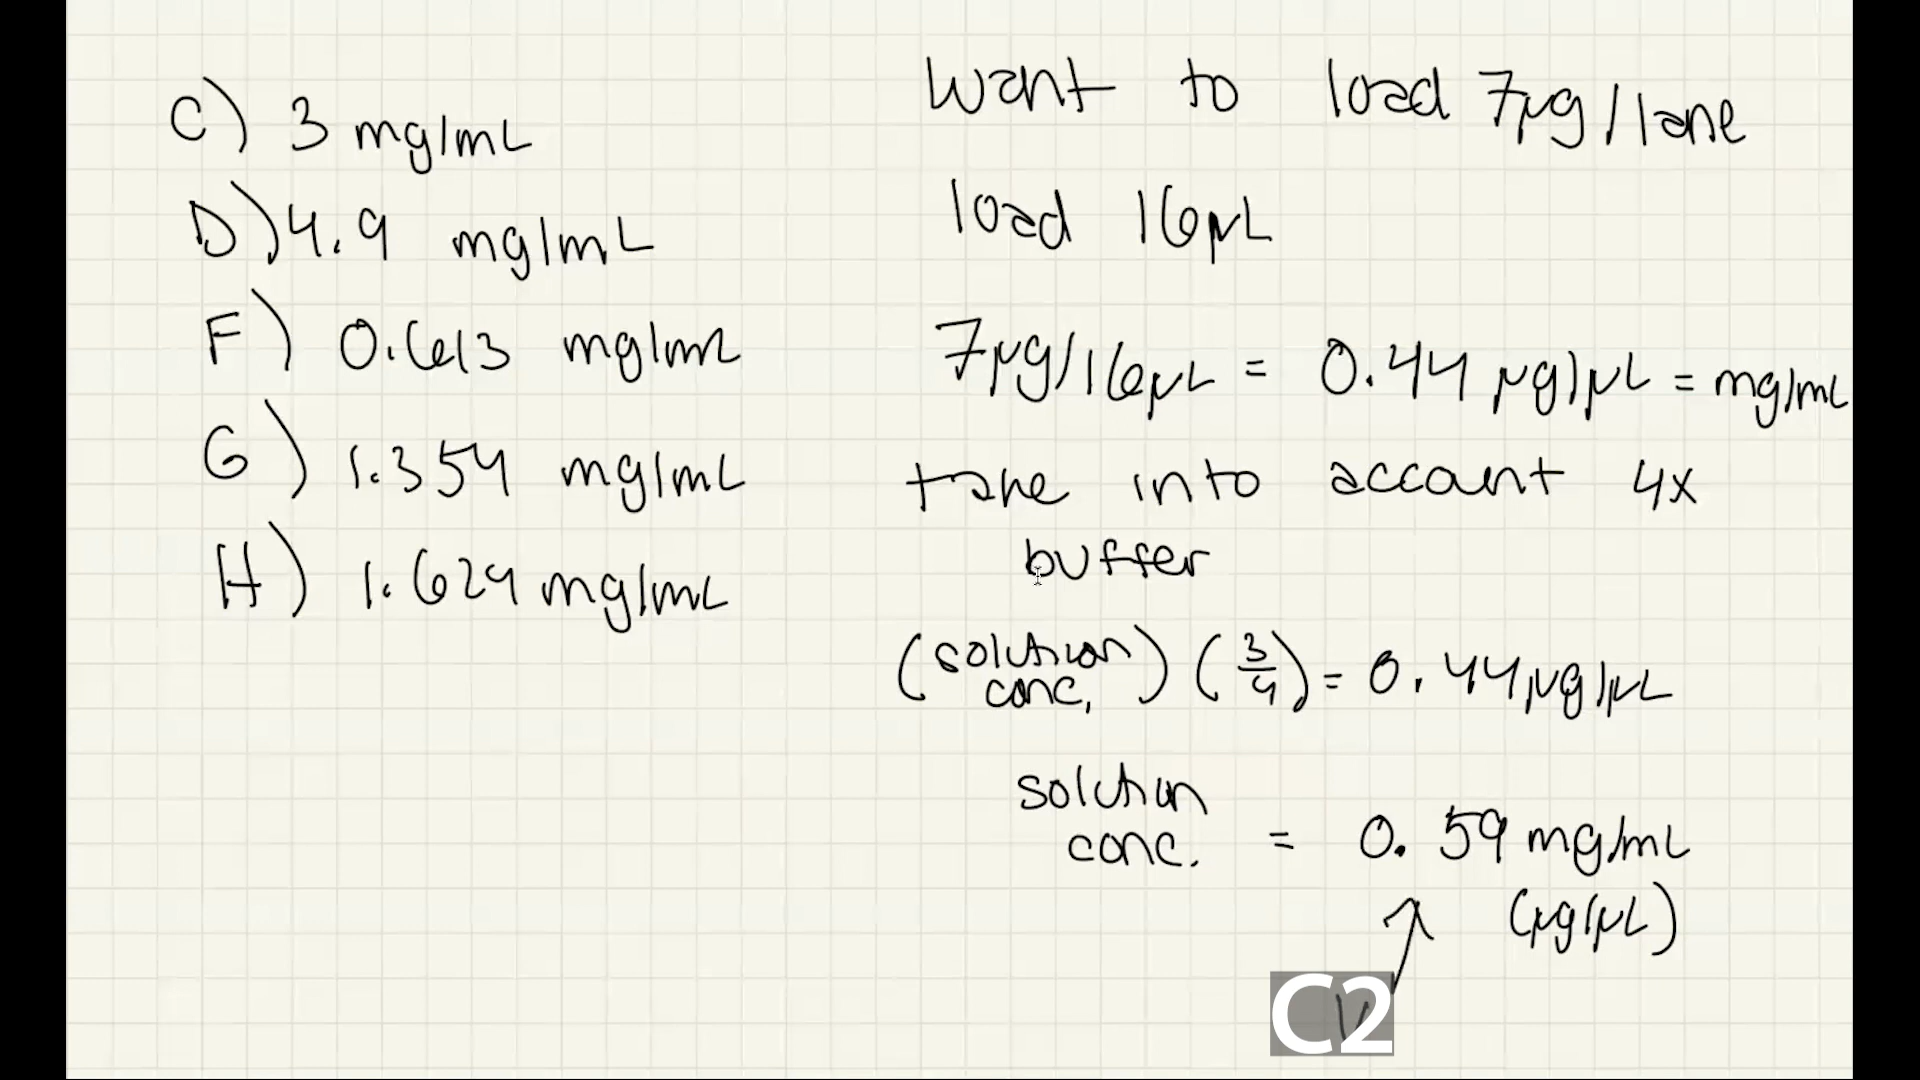 C) 3 mg/mL
D) 4.9 mg/mL
F) 0.613 mg/mL
G) 1.354 mg/mL
H) 1.629 mg/mL
want to load 7μg/lane
load 16μL
7μg/16μL = 0.44 μg/μL = mg/mL
take into account 4x
buffer
(solution conc.) (3/4) = 0.44 μg/μL
solution
conc. = 0.59 mg/mL
(μg/μL)
C2